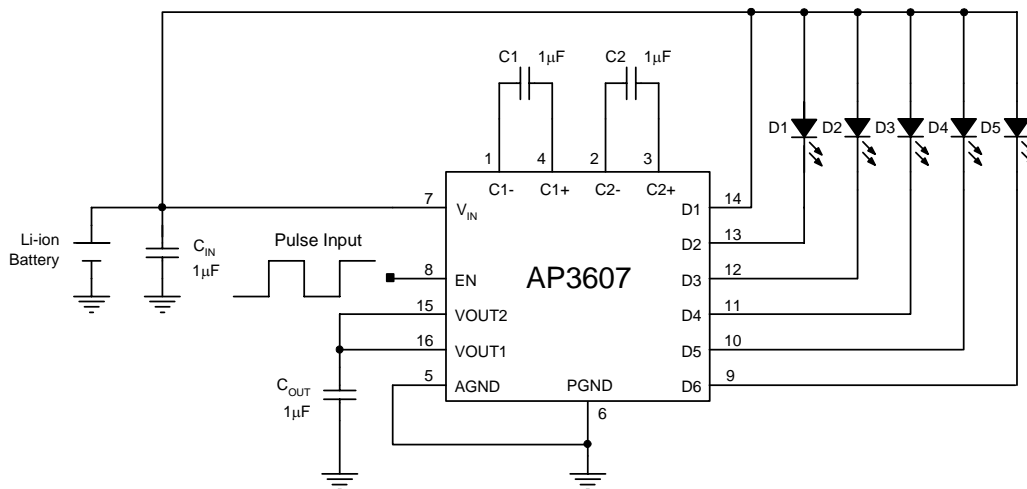 C1 1μF C2 1μF
D1 D2 D3 D4 D5
1 4 2 3
C1- C1+ C2- C2+
7 V_IN D1 14
Li-ion Battery
C_IN 1μF
Pulse Input
D2 13
8 EN AP3607 D3 12
15 VOUT2 D4 11
16 VOUT1 D5 10
C_OUT 1μF
5 AGND PGND D6 9
6